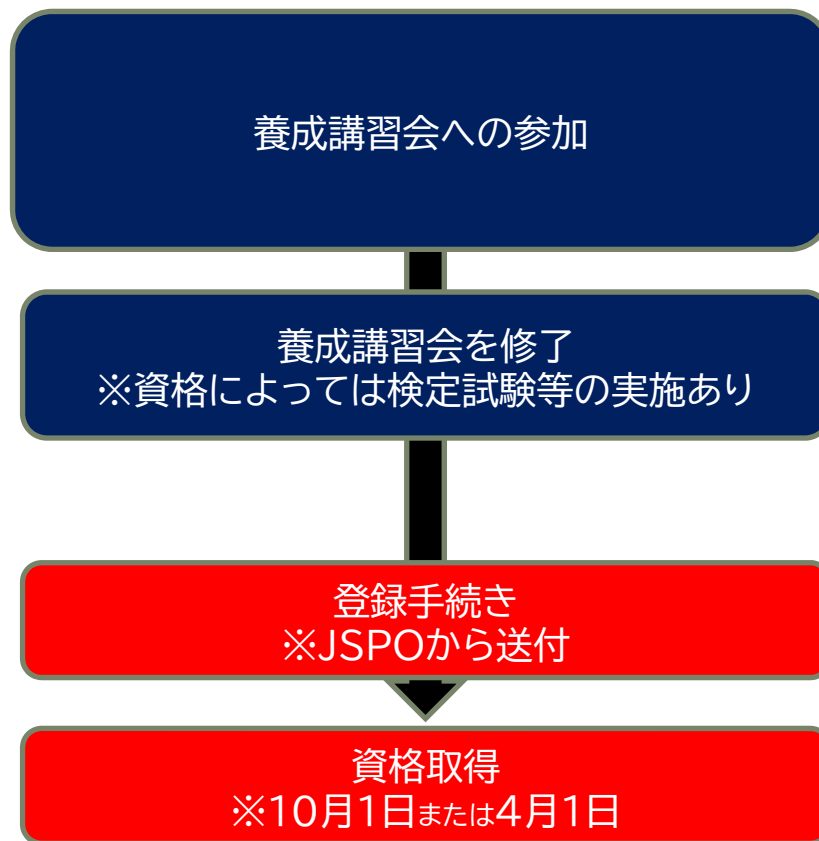 養成講習会への参加
養成講習会を修了
※資格によっては検定試験等の実施あり
登録手続き
※JSPOから送付
資格取得
※10月1日または4月1日